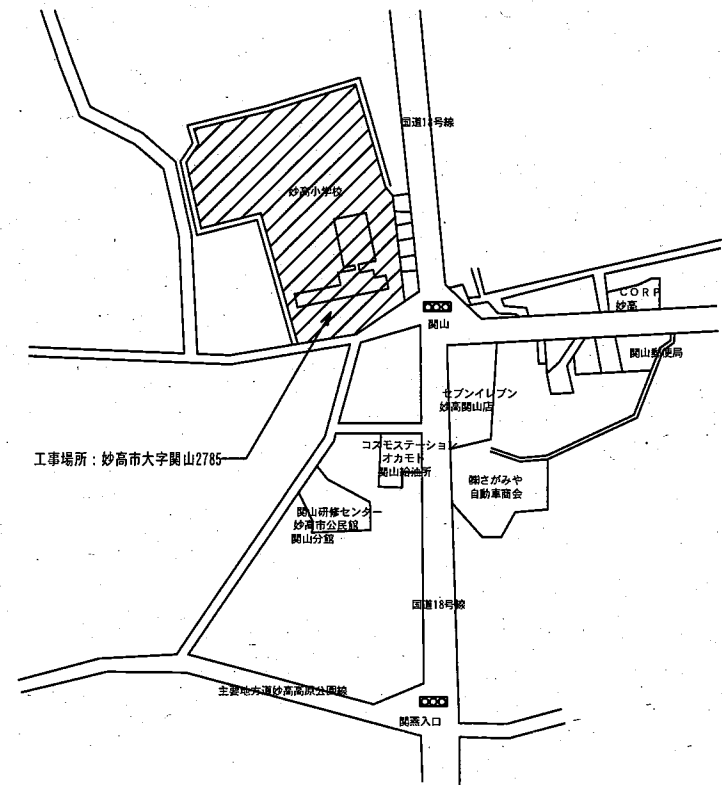 国道18号線
妙高小学校
CORP
妙高
関山
関山郵便局
セブンイレブン
妙高関山店
コスモステーション
オカモト
関山給油所
工事場所：妙高市大字関山2785
㈱さがみや
自動車商会
関山研修センター
妙高市公民館
関山分館
国道18号線
主要地方道妙高高原公園線
関燕入口